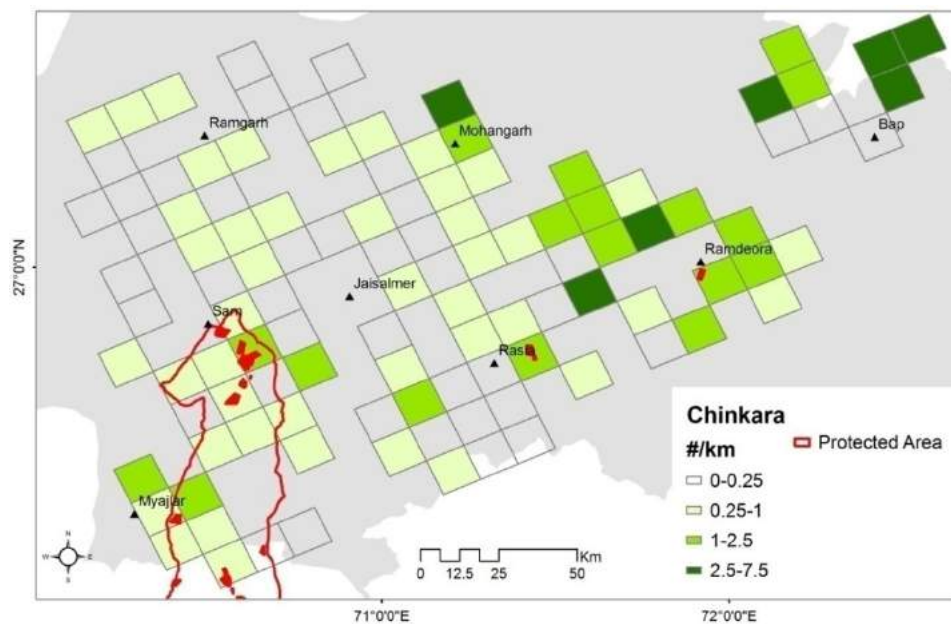 Ramgarh
Mohangarh
Bap
27°0'0"N
Ramdeora
Jaisalmer
Sam
Rasla
Chinkara
#/km
Protected Area
0-0.25
0.25-1
1-2.5
2.5-7.5
Myajlar
N
W E
S
Km
0 12.5 25 50
71°0'0"E 72°0'0"E